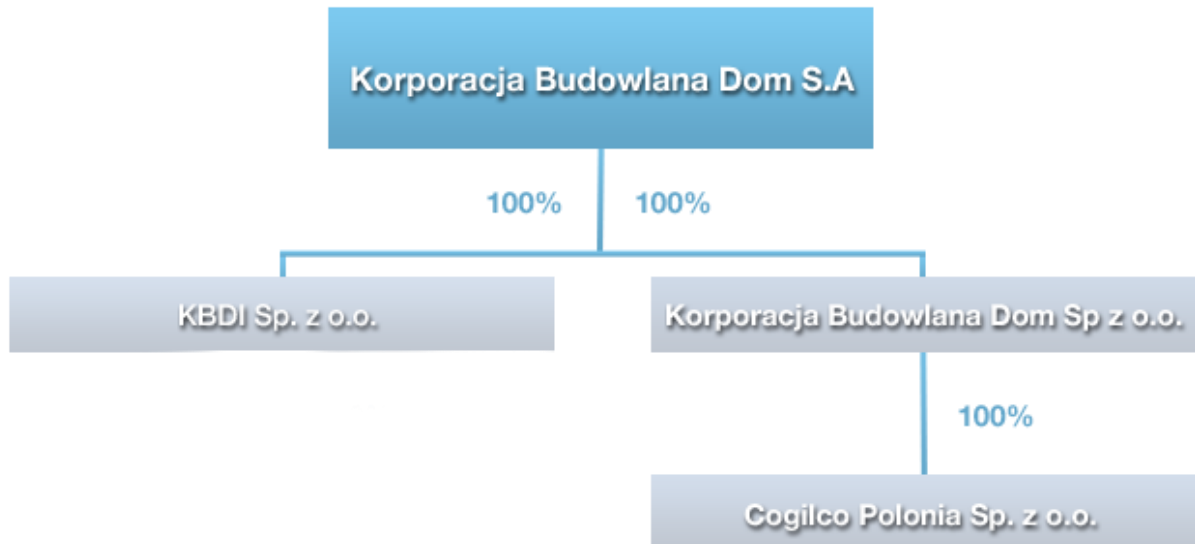 Korporacja Budowlana Dom S.A
100% 100%
KBDI Sp. z o.o.
Korporacja Budowlana Dom Sp z o.o.
100%
Cogilco Polonia Sp. z o.o.